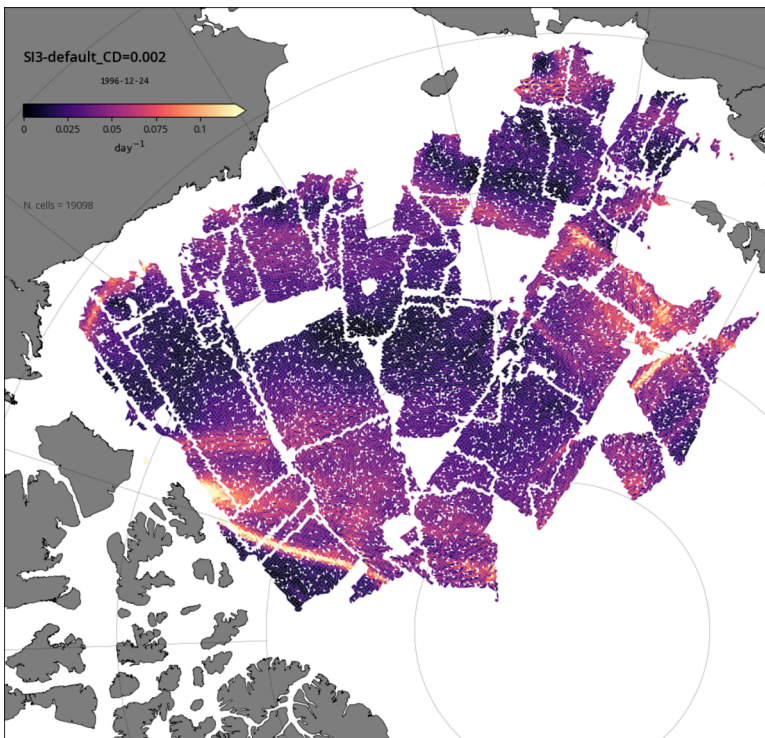 SI3-default_CD=0.002
1996-12-24
0 0.025 0.05 0.075 0.1
day⁻¹
N. cells = 19098